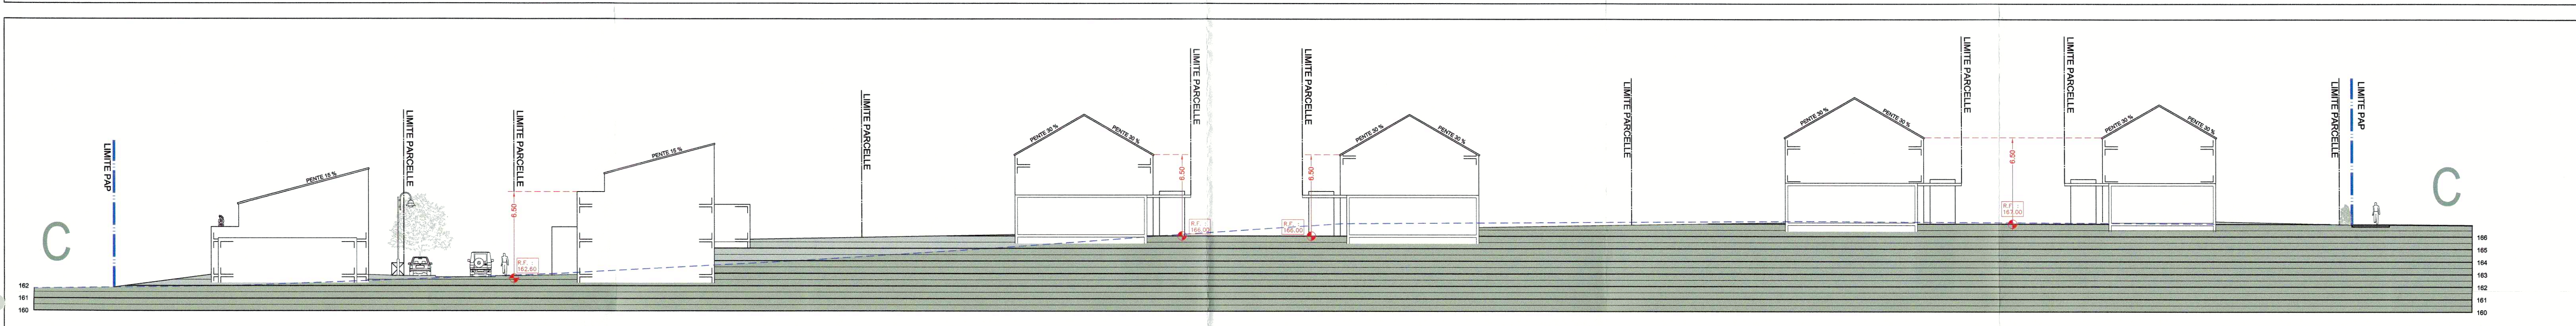 C
LIMITE PAP
PENTE 15 %
LIMITE PARCELLE
LIMITE PARCELLE
6.50
R.F. :
162.80
PENTE 15 %
LIMITE PARCELLE
PENTE 30 %
PENTE 30 %
6.50
LIMITE PARCELLE
R.F. :
166.00
LIMITE PARCELLE
6.50
R.F. :
166.00
PENTE 30 %
PENTE 30 %
LIMITE PARCELLE
PENTE 30 %
PENTE 30 %
LIMITE PARCELLE
6.50
R.F. :
167.00
LIMITE PARCELLE
PENTE 30 %
PENTE 30 %
LIMITE PARCELLE
LIMITE PAP
C
162
161
160
166
165
164
163
162
161
160